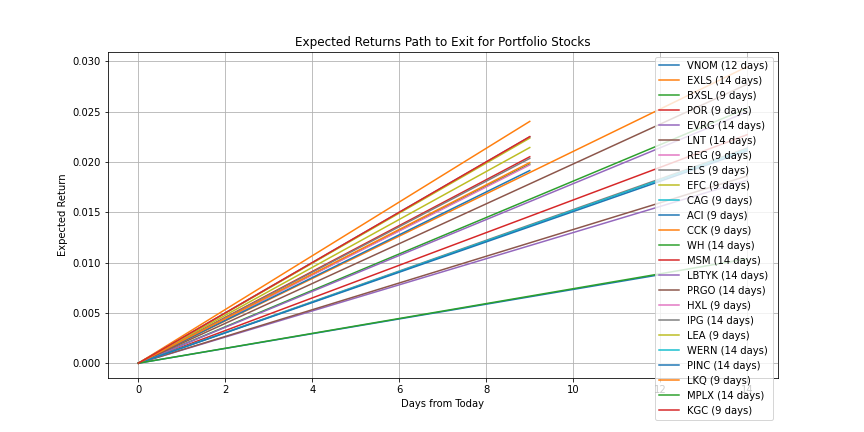 Expected Returns Path to Exit for Portfolio Stocks
Expected Return
0.030
0.025
0.020
0.015
0.010
0.005
0.000
0 2 4 6 8 10 12 14
Days from Today
VNOM (12 days)
EXLS (14 days)
BXSL (9 days)
POR (9 days)
EVRG (14 days)
LNT (14 days)
REG (9 days)
ELS (9 days)
EFC (9 days)
CAG (9 days)
ACI (9 days)
CCK (9 days)
WH (14 days)
MSM (14 days)
LBTYK (14 days)
PRGO (14 days)
HXL (9 days)
IPG (14 days)
LEA (9 days)
WERN (14 days)
PINC (14 days)
LKQ (9 days)
MPLX (14 days)
KGC (9 days)